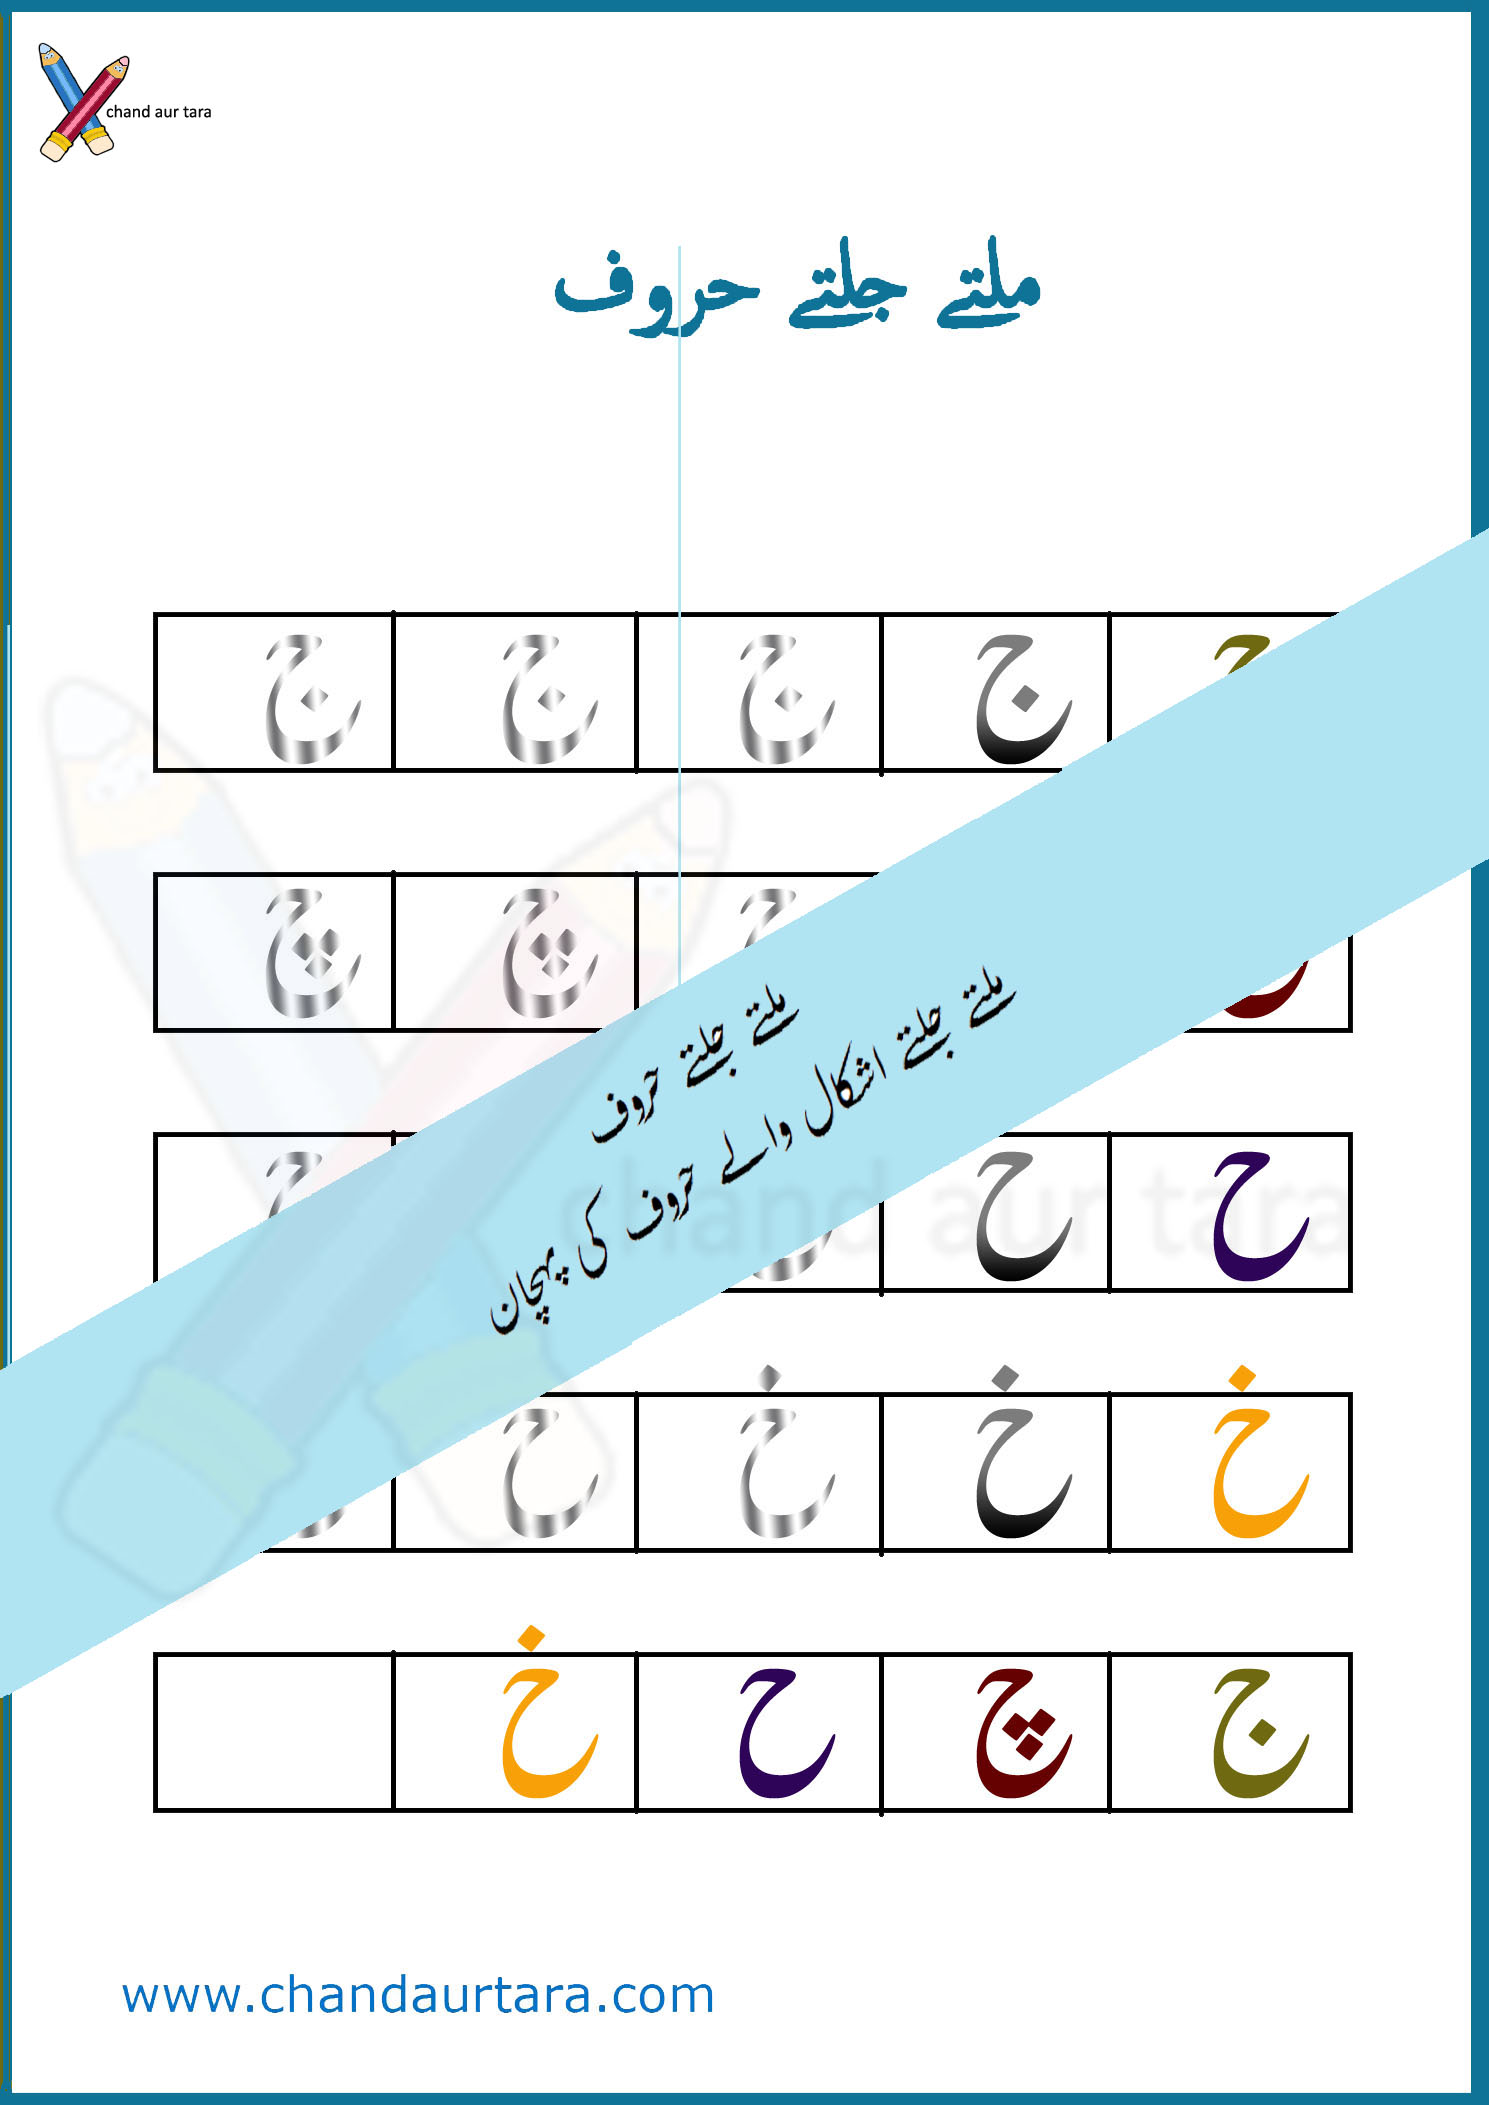 chand aur tara
ملتے جلتے حروف
ج ج ج ج
چ چ
ملتے جلتے حروف
ملتے جلتے اشکال والے حروف کی پہچان
ح ح
chand aur tara
خ خ خ ح
ج چ ح خ
www.chandaurtara.com